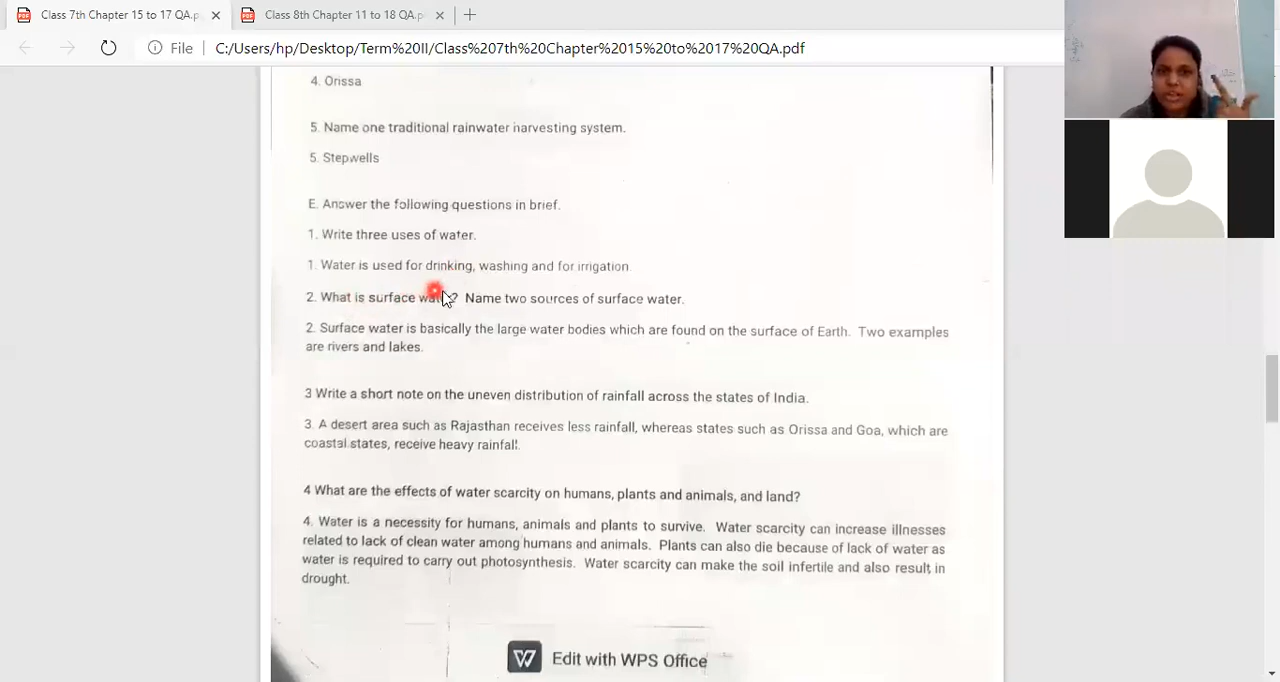 Class 7th Chapter 15 to 17 QA.p
Class 8th Chapter 11 to 18 QA.p
File
C:/Users/hp/Desktop/Term%20II/Class%207th%20Chapter%2015%20to%2017%20QA.pdf
4. Orissa
5. Name one traditional rainwater harvesting system.
5. Stepwells
E. Answer the following questions in brief.
1. Write three uses of water.
1. Water is used for drinking, washing and for irrigation.
2. What is surface water? Name two sources of surface water.
2. Surface water is basically the large water bodies which are found on the surface of Earth. Two examples
are rivers and lakes.
3 Write a short note on the uneven distribution of rainfall across the states of India.
3. A desert area such as Rajasthan receives less rainfall, whereas states such as Orissa and Goa, which are
coastal states, receive heavy rainfall.
4 What are the effects of water scarcity on humans, plants and animals, and land?
4. Water is a necessity for humans, animals and plants to survive. Water scarcity can increase illnesses
related to lack of clean water among humans and animals. Plants can also die because of lack of water as
water is required to carry out photosynthesis. Water scarcity can make the soil infertile and also result in
drought.
Edit with WPS Office